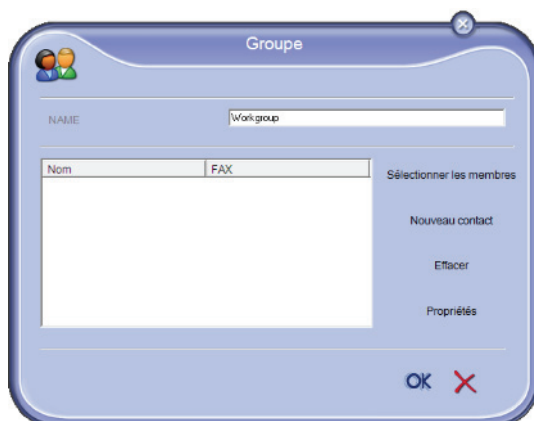 Groupe
NAME
Workgroup
Nom FAX
Sélectionner les membres
Nouveau contact
Effacer
Propriétés
OK